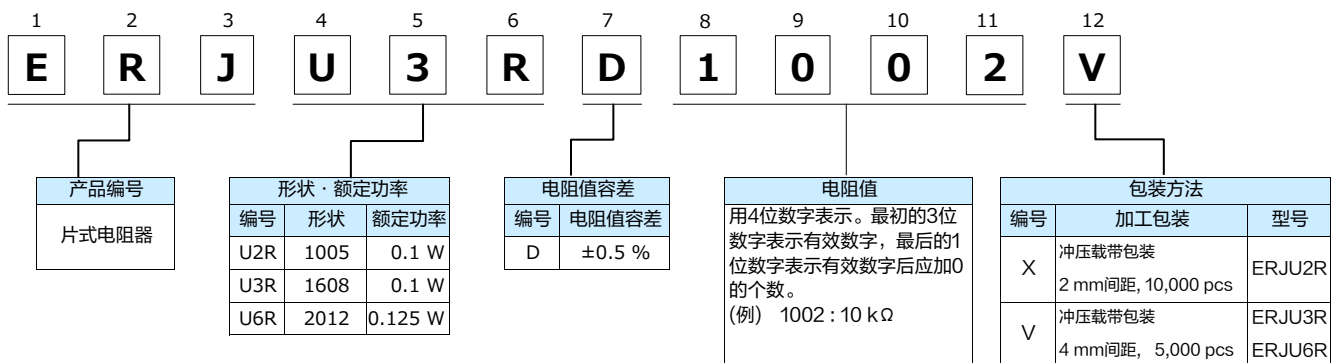 1 2 3 4 5 6 7 8 9 10 11 12
E R J U 3 R D 1 0 0 2 V
产品编号
片式电阻器
形状・额定功率
编号 形状 额定功率
U2R 1005 0.1 W
U3R 1608 0.1 W
U6R 2012 0.125 W
电阻值容差
编号 电阻值容差
D ±0.5 %
电阻值
用4位数字表示。最初的3位
数字表示有效数字，最后的1
位数字表示有效数字后应加0
的个数。
(例) 1002 : 10 kΩ
包装方法
编号 加工包装 型号
X 冲压载带包装 ERJU2R
2 mm间距, 10,000 pcs
V 冲压载带包装 ERJU3R
4 mm间距, 5,000 pcs ERJU6R